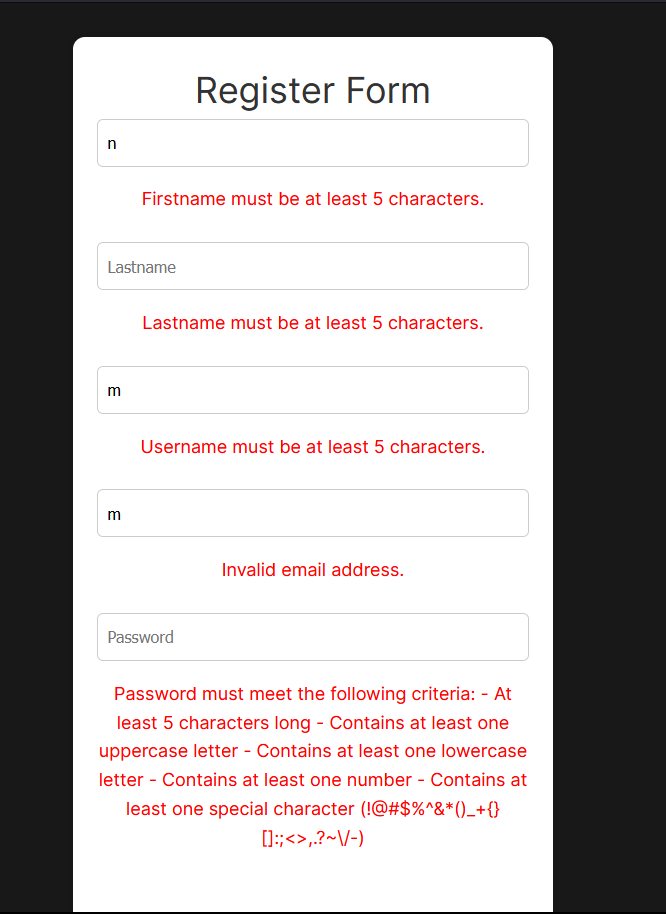 Register Form
n
Firstname must be at least 5 characters.
Lastname
Lastname must be at least 5 characters.
m
Username must be at least 5 characters.
m
Invalid email address.
Password
Password must meet the following criteria: - At
least 5 characters long - Contains at least one
uppercase letter - Contains at least one lowercase
letter - Contains at least one number - Contains at
least one special character (!@#$%^&*()_+{}
[]:;<>,.?~\/-)